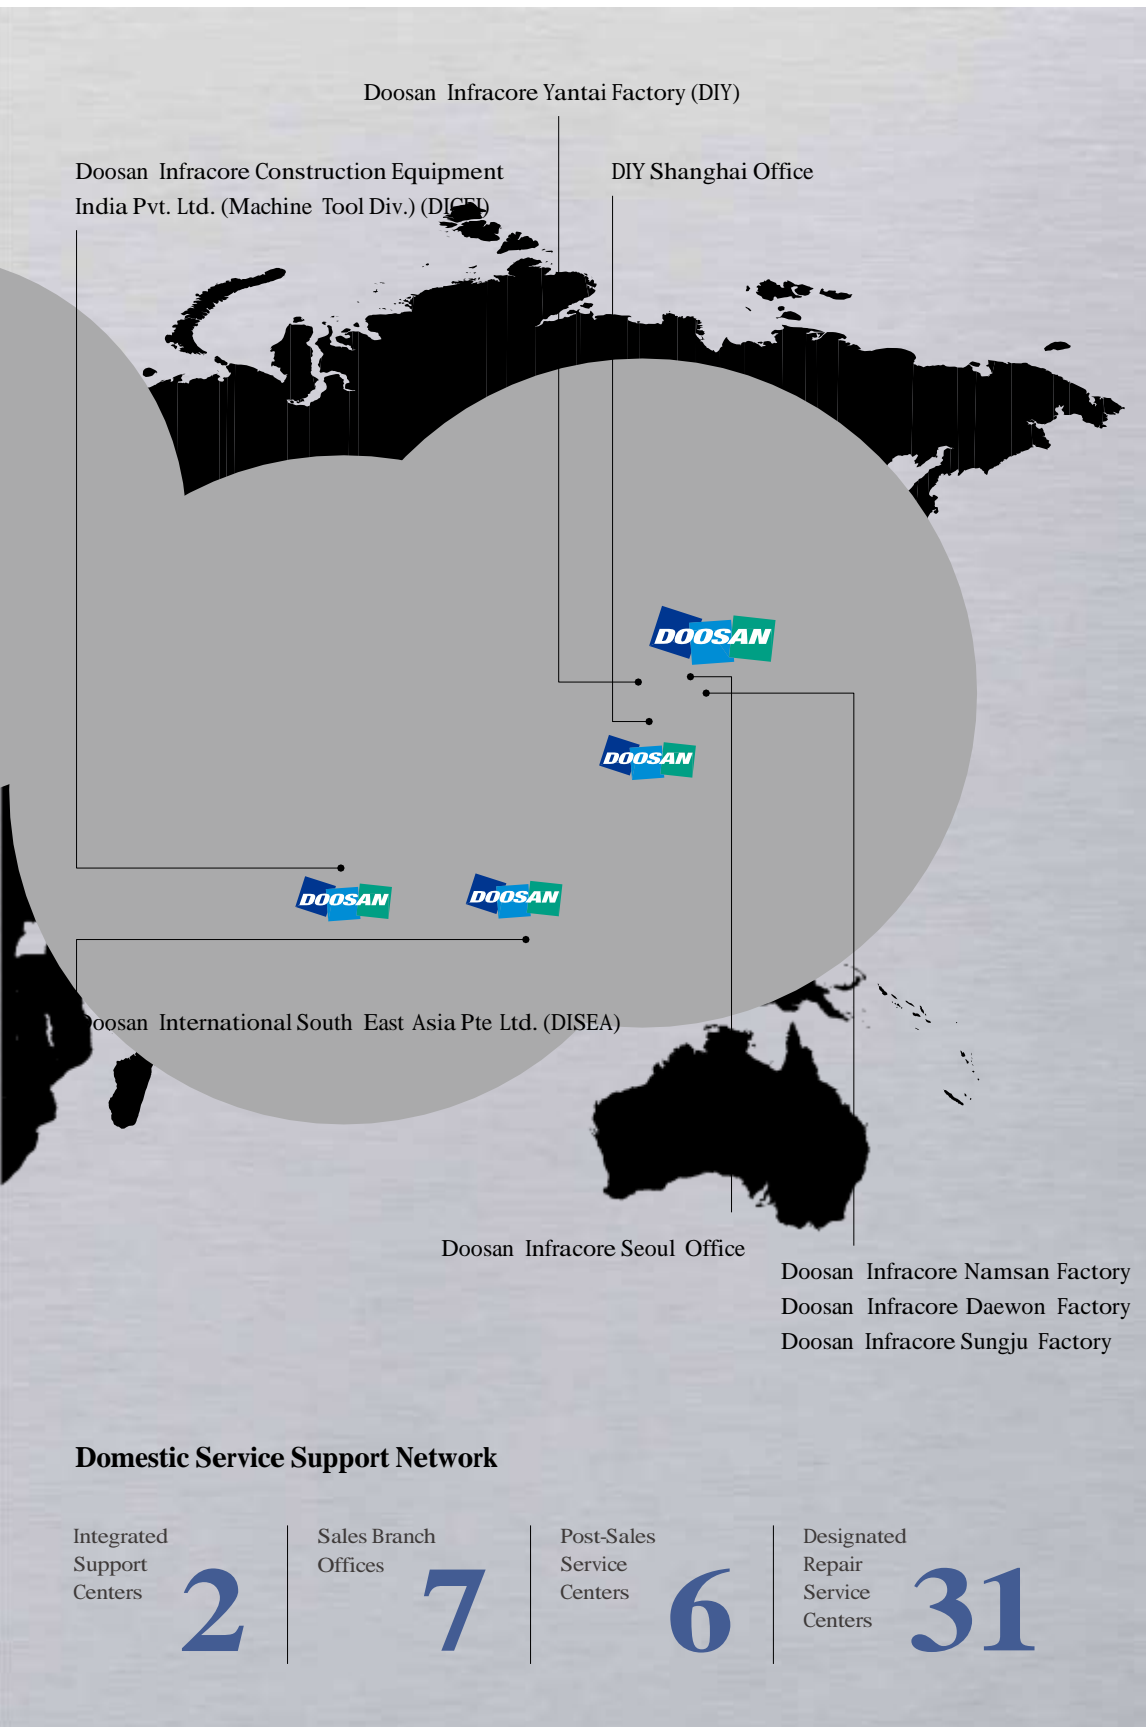 Doosan Infracore Yantai Factory (DIY)
Doosan Infracore Construction Equipment
India Pvt. Ltd. (Machine Tool Div.) (DICEI)
DIY Shanghai Office
DOOSAN
DOOSAN
DOOSAN
DOOSAN
Doosan International South East Asia Pte Ltd. (DISEA)
Doosan Infracore Seoul Office
Doosan Infracore Namsan Factory
Doosan Infracore Daewon Factory
Doosan Infracore Sungju Factory
Domestic Service Support Network
Integrated
Support
Centers
2
Sales Branch
Offices
7
Post-Sales
Service
Centers
6
Designated
Repair
Service
Centers
31